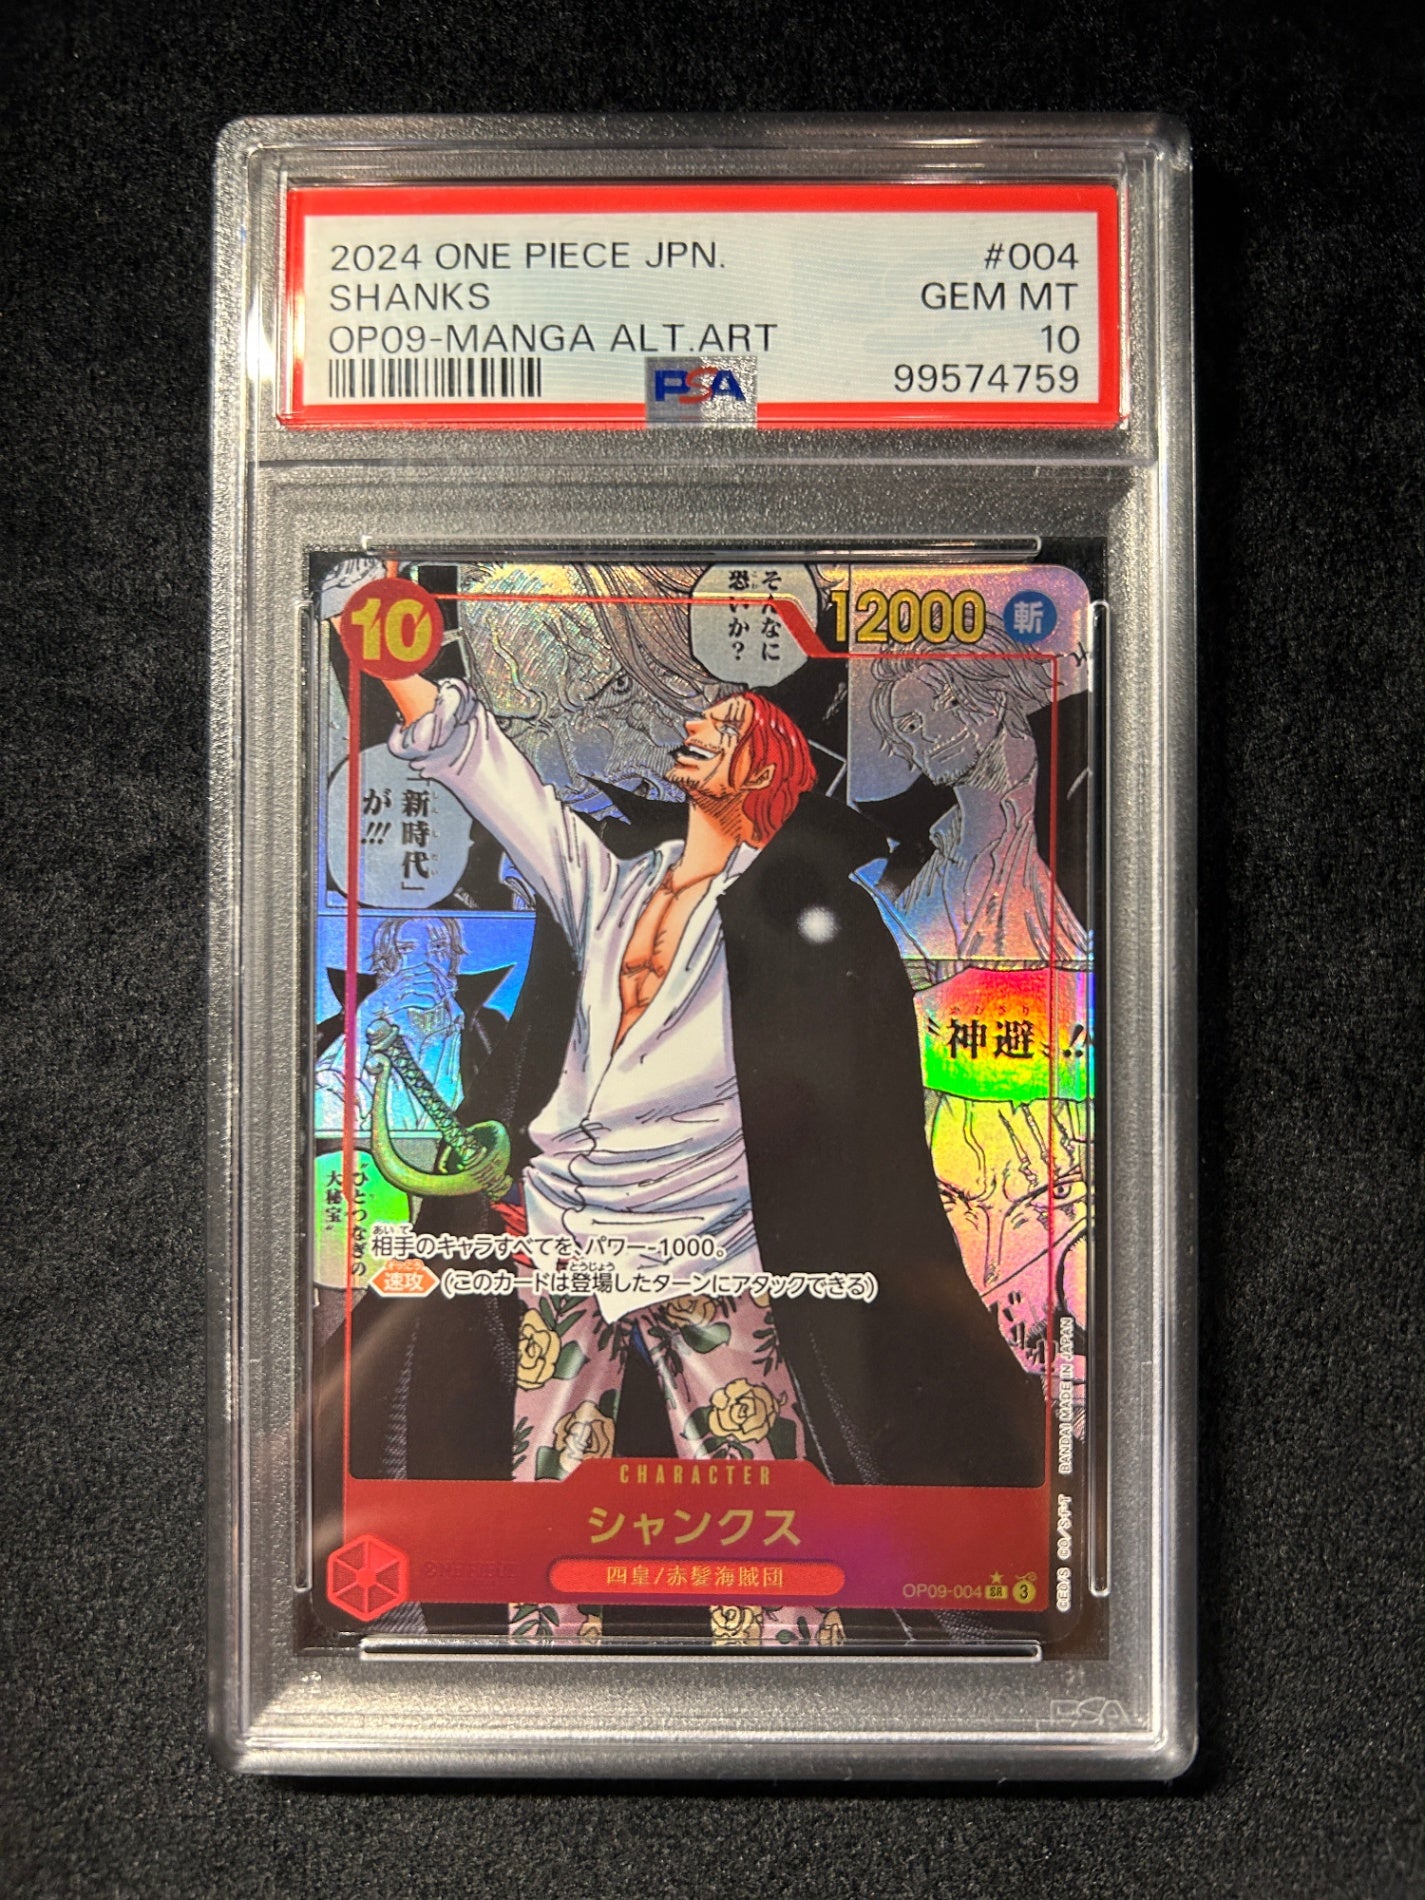 2024 ONE PIECE JPN.
#004
SHANKS
GEM MT
OP09-MANGA ALT.ART
10
PSA
99574759
10
そんなに
恐いか?
12000
斬
「新時代」
が!!!
"神避"!!
"ひとつなぎの
大秘宝"
相手のキャラすべてを、パワー-1000。
速攻 (このカードは登場したターンにアタックできる)
CHARACTER
シャンクス
四皇/赤髪海賊団
OP09-004 SR 3
BANDAI MADE IN JAPAN
PSA